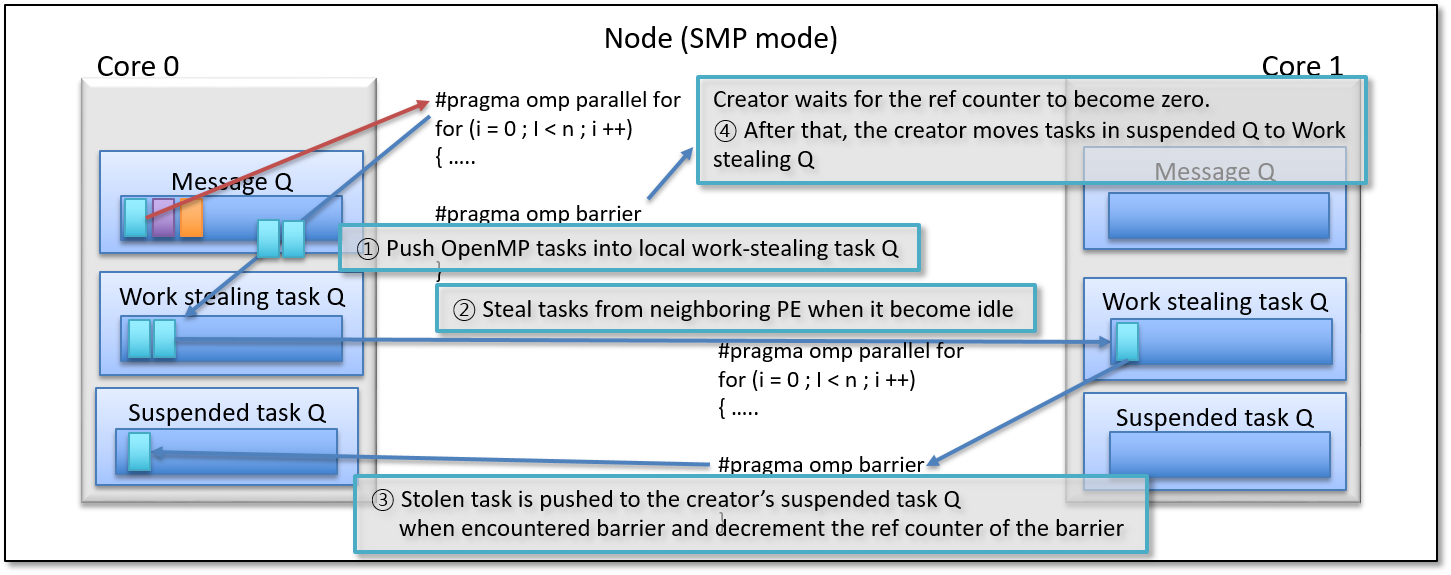 Node (SMP mode)
Core 0
Core 1
#pragma omp parallel for
for (i = 0 ; I < n ; i ++)
{ …..
#pragma omp barrier
}
Creator waits for the ref counter to become zero.
④ After that, the creator moves tasks in suspended Q to Work
stealing Q
Message Q
Message Q
① Push OpenMP tasks into local work-stealing task Q
Work stealing task Q
② Steal tasks from neighboring PE when it become idle
Work stealing task Q
#pragma omp parallel for
for (i = 0 ; I < n ; i ++)
{ …..
#pragma omp barrier
}
Suspended task Q
Suspended task Q
③ Stolen task is pushed to the creator’s suspended task Q
when encountered barrier and decrement the ref counter of the barrier